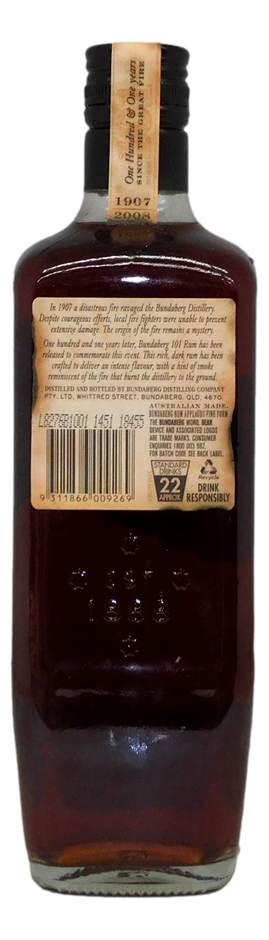 One Hundred & One years
SINCE THE GREAT FIRE
1907
2008
In 1907 a disastrous fire ravaged the Bundaberg Distillery.
Despite courageous efforts, local fire fighters were unable to prevent
extensive damage. The origin of the fire remains a mystery.
One hundred and one years later, Bundaberg 101 Rum has been
released to commemorate this event. This rich, dark rum has been
crafted to deliver an intense flavour, with a hint of smoke
reminiscent of the fire that burned the distillery to the ground.
DISTILLED AND BOTTLED BY BUNDABERG DISTILLING COMPANY
PTY. LTD, WHITTRED STREET, BUNDABERG, QLD. 4670.
AUSTRALIAN MADE.
L8276B1001 1451 18455
BUNDABERG RUM APPLAUDS FINE FORM
THE BUNDABERG WORD, BEAR
DEVICE AND ASSOCIATED LOGOS
ARE TRADE MARKS. CONSUMER
ENQUIRIES 1800 003 982.
FOR BATCH CODE SEE BACK LABEL.
STANDARD
DRINKS
22
APPROX.
Recycle
DRINK
RESPONSIBLY
9 311866 009269
EST
1888